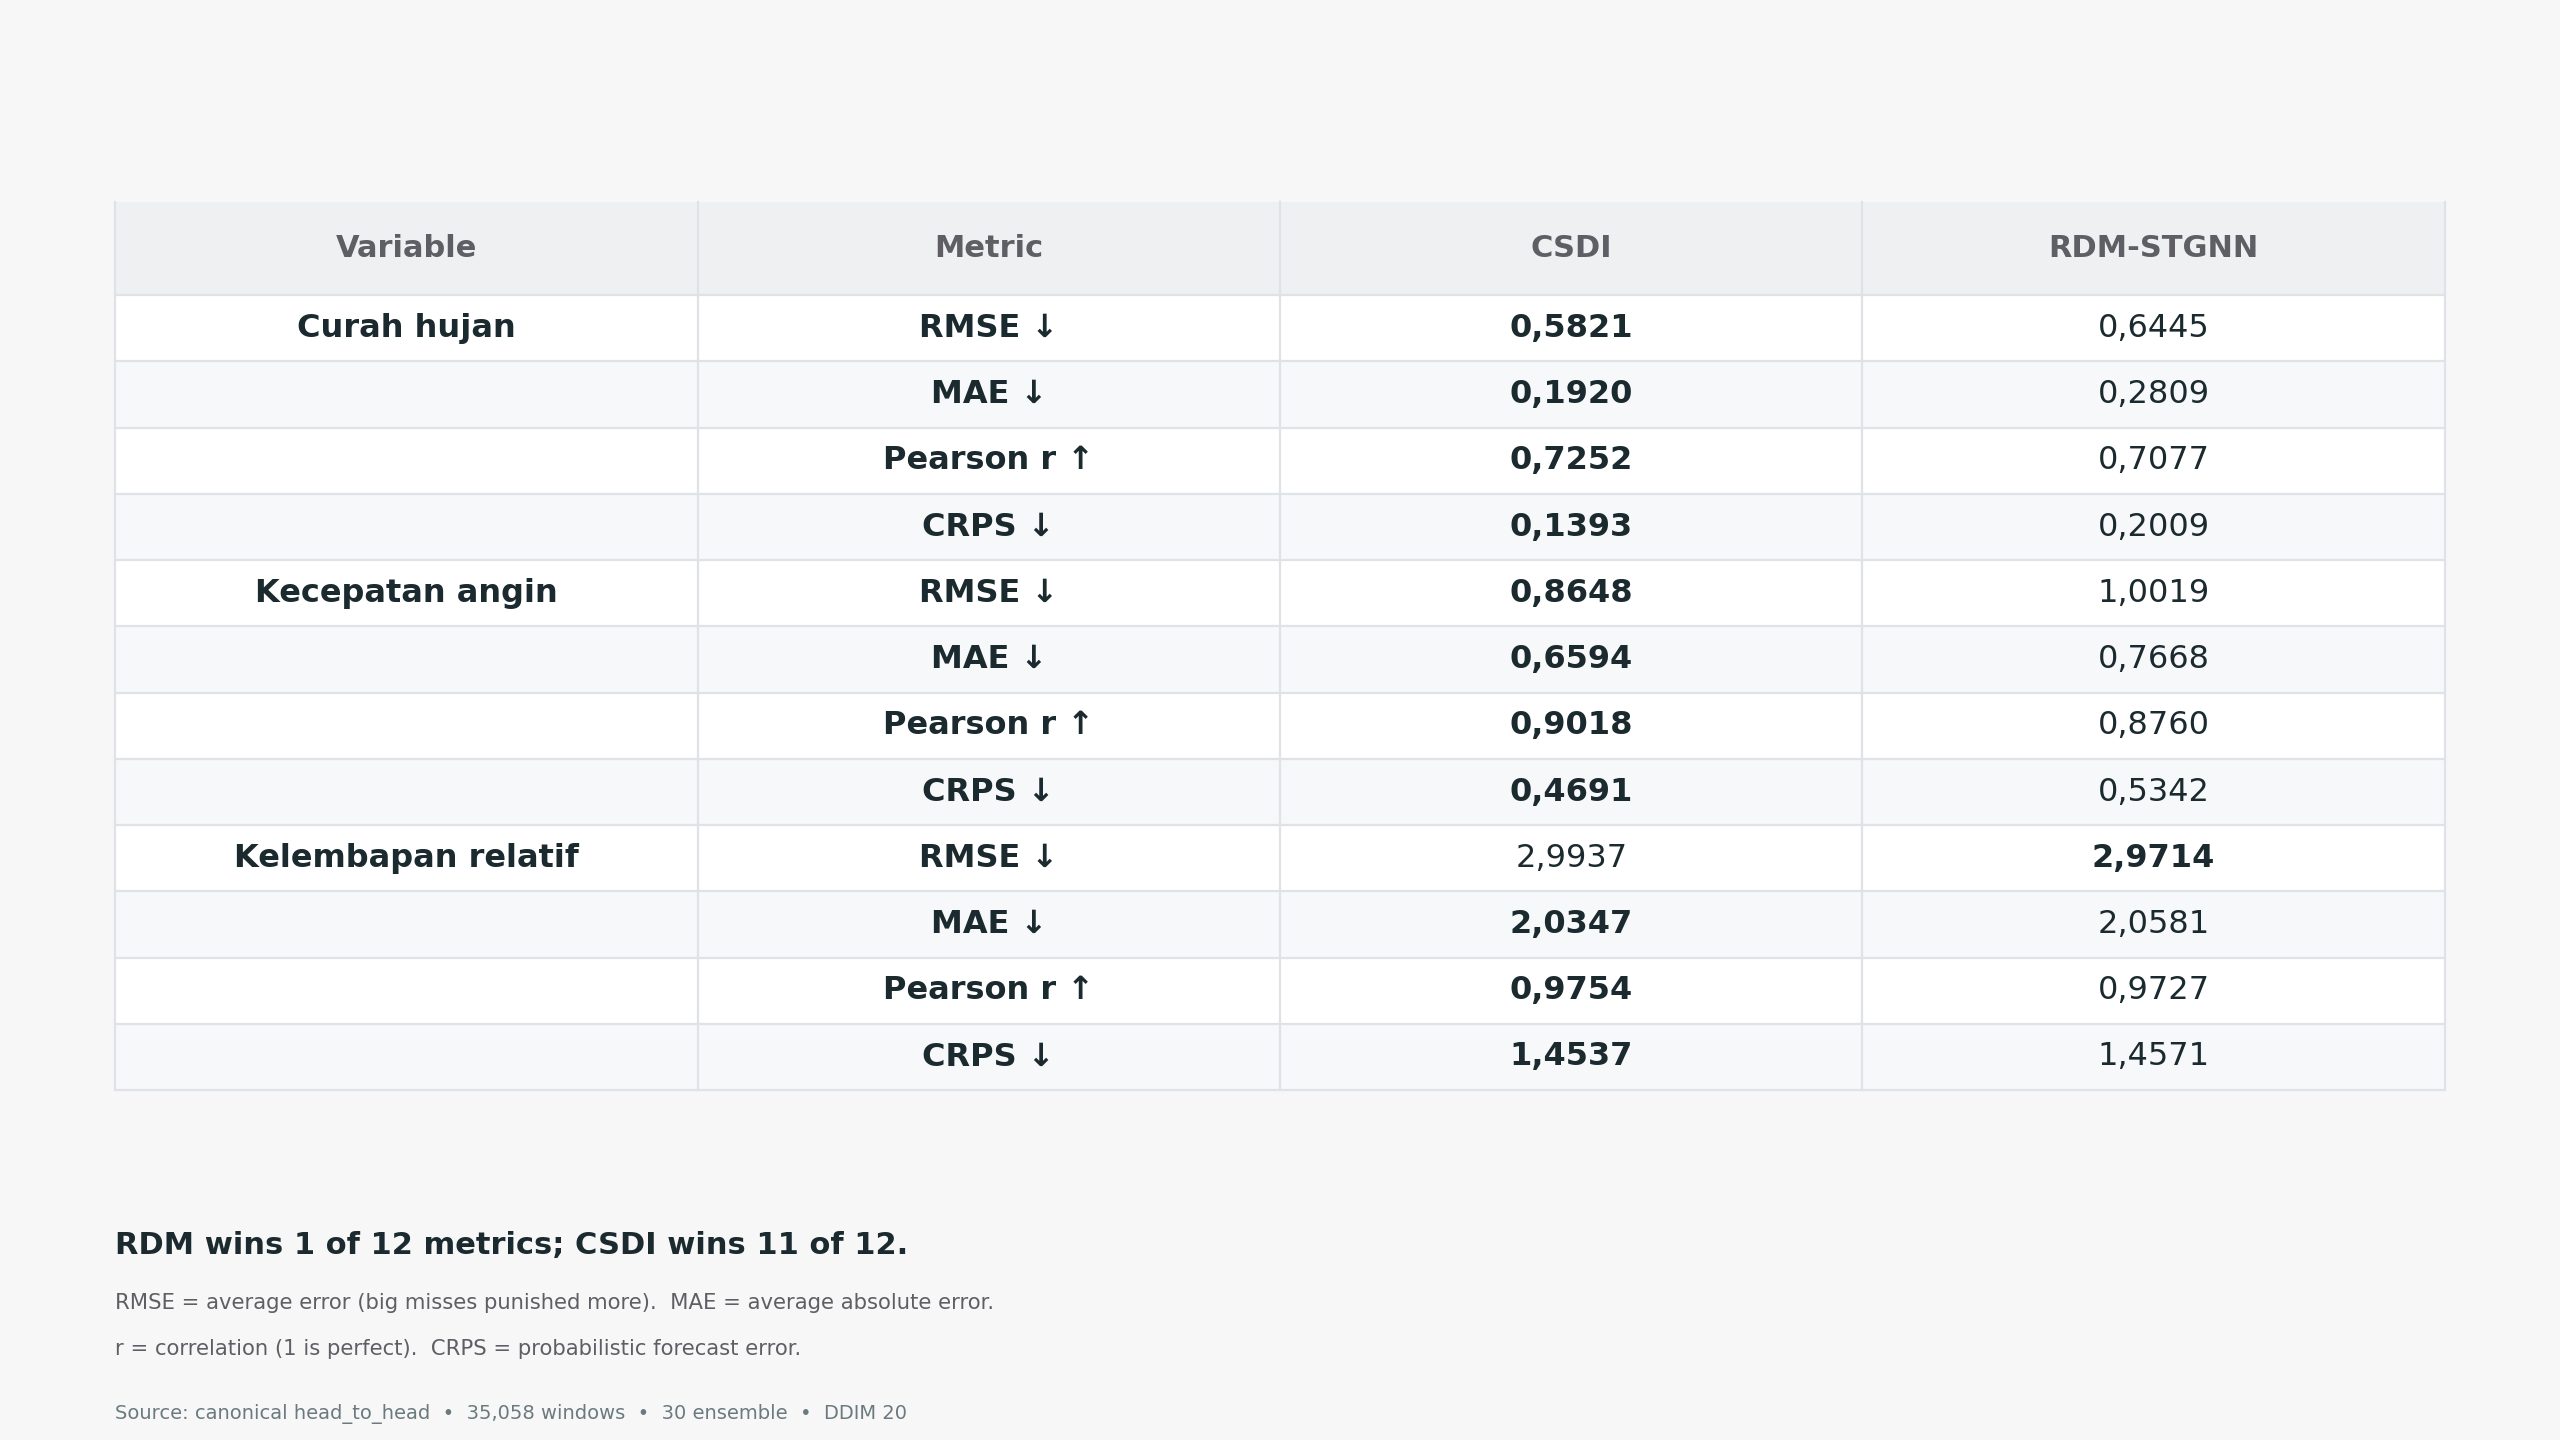 Variable Metric CSDI RDM-STGNN
Curah hujan RMSE ↓ 0,5821 0,6445
MAE ↓ 0,1920 0,2809
Pearson r ↑ 0,7252 0,7077
CRPS ↓ 0,1393 0,2009
Kecepatan angin RMSE ↓ 0,8648 1,0019
MAE ↓ 0,6594 0,7668
Pearson r ↑ 0,9018 0,8760
CRPS ↓ 0,4691 0,5342
Kelembapan relatif RMSE ↓ 2,9937 2,9714
MAE ↓ 2,0347 2,0581
Pearson r ↑ 0,9754 0,9727
CRPS ↓ 1,4537 1,4571
RDM wins 1 of 12 metrics; CSDI wins 11 of 12.
RMSE = average error (big misses punished more).  MAE = average absolute error.
r = correlation (1 is perfect).  CRPS = probabilistic forecast error.
Source: canonical head_to_head  •  35,058 windows  •  30 ensemble  •  DDIM 20